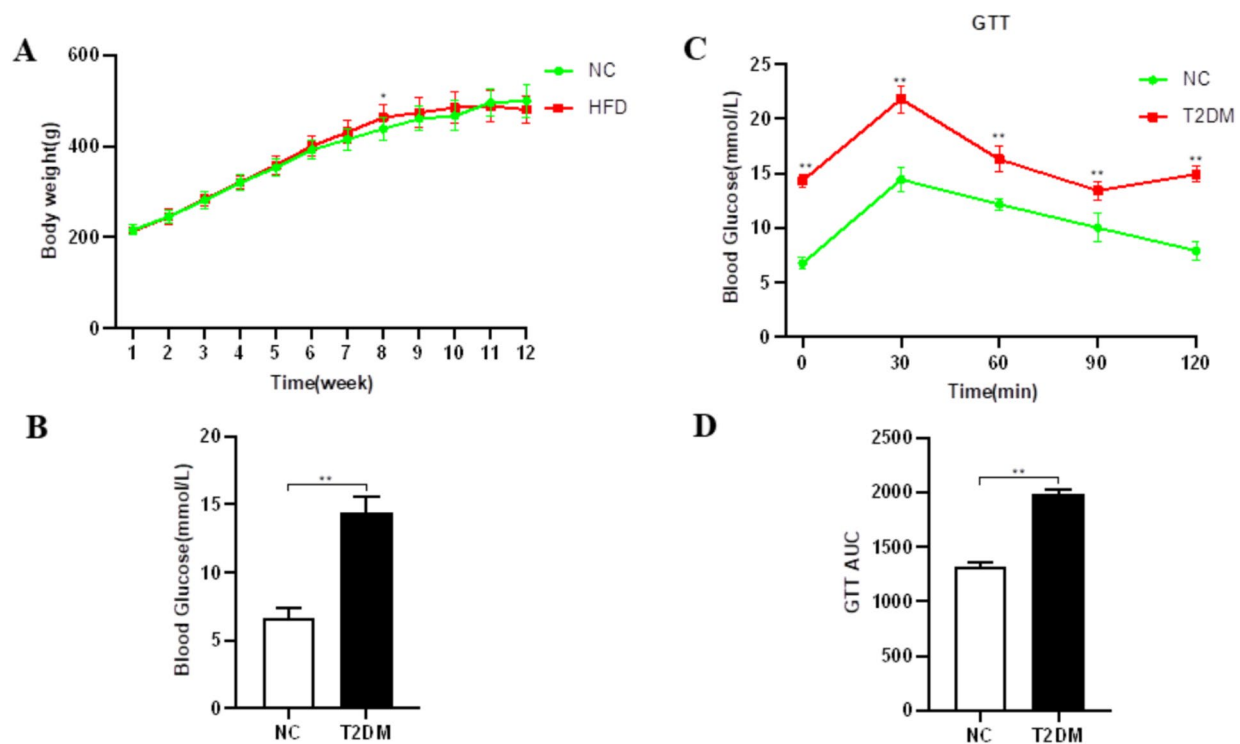 A
600
400
200
0
Body weight(g)
*
1 2 3 4 5 6 7 8 9 10 11 12
Time(week)
NC
HFD
C
GTT
25
20
15
10
5
0
Blood Glucose(mmol/L)
**
**
**
**
**
0 30 60 90 120
Time(min)
NC
T2DM
B
20
15
10
5
0
Blood Glucose(mmol/L)
**
NC T2DM
D
2500
2000
1500
1000
500
0
GTT AUC
**
NC T2DM